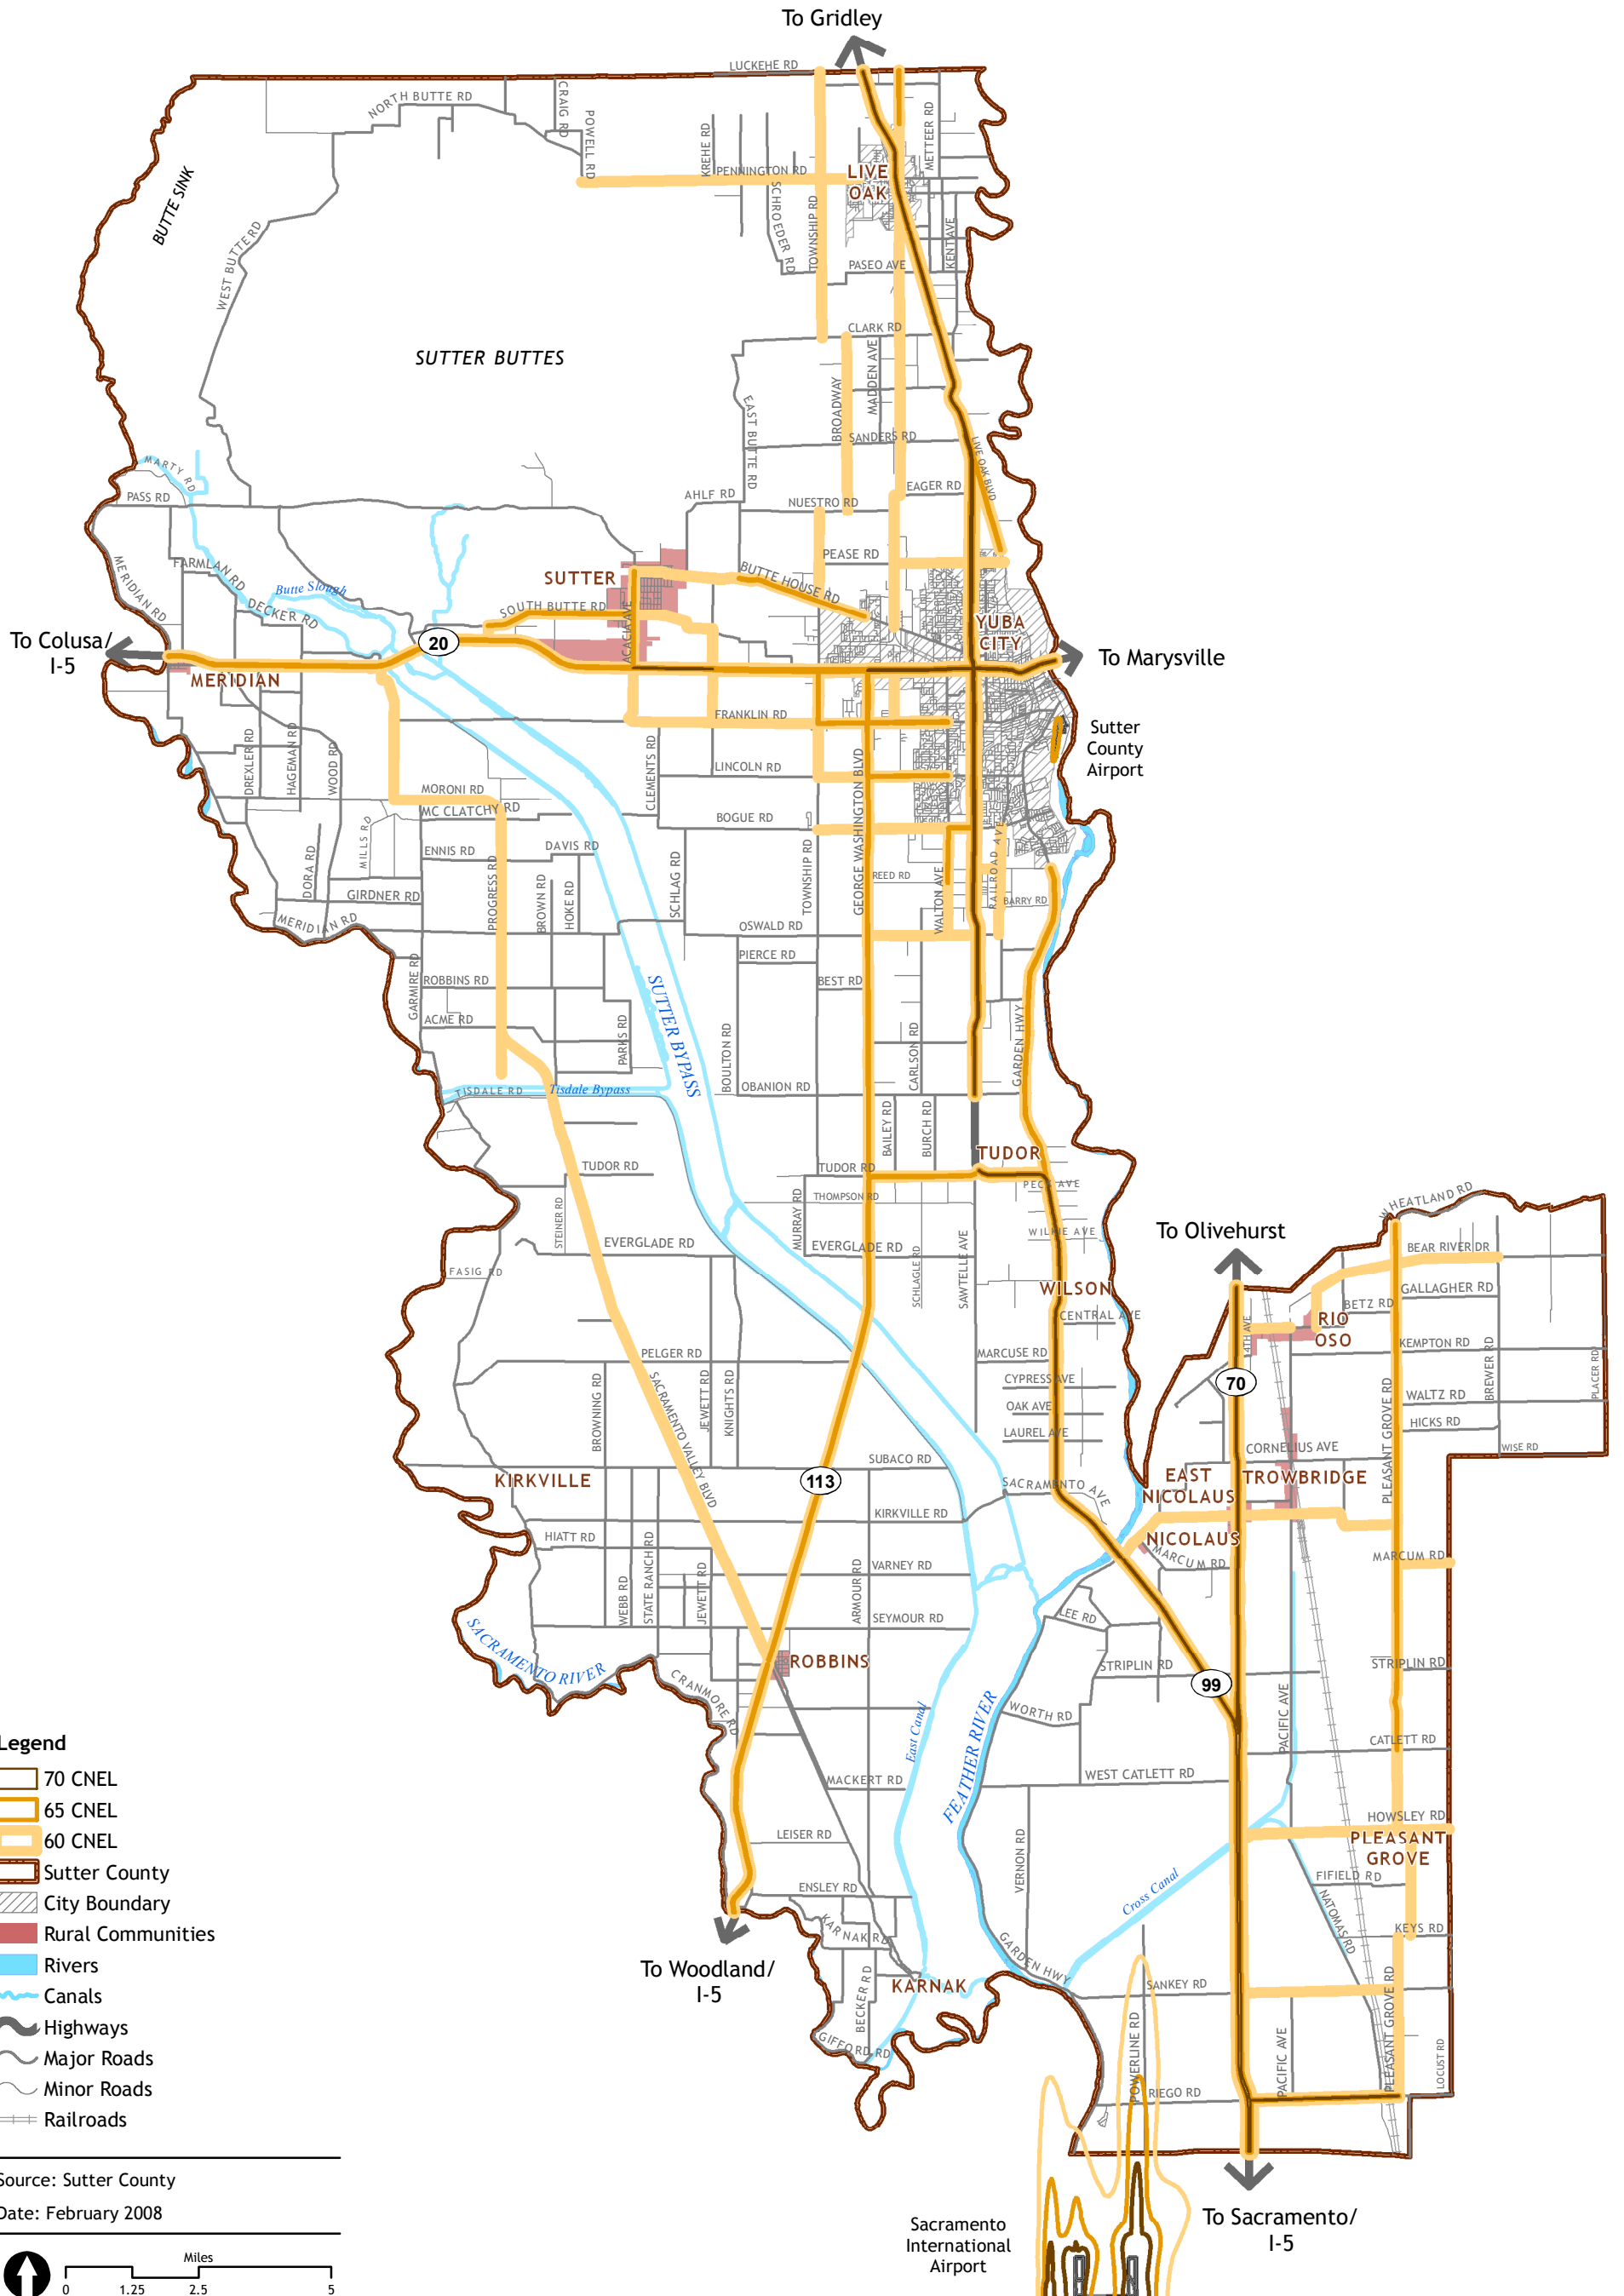 To Gridley
LUCKEHE RD
NORTH BUTTE RD
CRAIG RD
POWELL RD
KREHE RD
PENNINGTON RD
SCHROEDER RD
TOWNSHIP RD
LIVE
OAK
METTEER RD
KENT AVE
PASEO AVE
BUTTE SINK
WEST BUTTE RD
SUTTER BUTTES
CLARK RD
BROADWAY
MADDEN AVE
EAST BUTTE RD
SANDERS RD
LIVE OAK BLVD
MARTY RD
PASS RD
AHLF RD
EAGER RD
NUESTRO RD
PEASE RD
MERIDIAN RD
FARMLAN RD
Butte Slough
DECKER RD
SUTTER
BUTTE HOUSE RD
SOUTH BUTTE RD
ACACIA AVE
YUBA
CITY
To Colusa/
I-5
20
To Marysville
MERIDIAN
FRANKLIN RD
Sutter
County
Airport
DREXLER RD
HAGEMAN RD
WOOD RD
CLEMENTS RD
LINCOLN RD
GEORGE WASHINGTON BLVD
MORONI RD
MC CLATCHY RD
BOGUE RD
MILLS RD
ENNIS RD
DAVIS RD
DORA RD
GIRDNER RD
PROGRESS RD
BROWN RD
HOKE RD
SCHLAG RD
TOWNSHIP RD
REED RD
WALTON AVE
RAILROAD AVE
BARRY RD
MERIDIAN RD
OSWALD RD
PIERCE RD
GARMIRE RD
ROBBINS RD
BEST RD
SUTTER BYPASS
ACME RD
PARKS RD
BOULTON RD
CARLSON RD
GARDEN HWY
TISDALE RD
Tisdale Bypass
OBANION RD
BAILEY RD
BURCH RD
TUDOR
TUDOR RD
TUDOR RD
PECK AVE
THOMPSON RD
STEINER RD
MURRAY RD
WILKIE AVE
EVERGLADE RD
EVERGLADE RD
SCHLAGLE RD
SAWTELLE AVE
FASIG RD
WILSON
CENTRAL AVE
WHEATLAND RD
To Olivehurst
BEAR RIVER DR
GALLAGHER RD
BETZ RD
RIO
OSO
4TH AVE
KEMPTON RD
PELGER RD
MARCUSE RD
BROWNING RD
SACRAMENTO VALLEY BLVD
JEWETT RD
KNIGHTS RD
CYPRESS AVE
70
BREWER RD
PLACER RD
WALTZ RD
OAK AVE
HICKS RD
LAUREL AVE
PLEASANT GROVE RD
CORNELIUS AVE
WISE RD
SUBACO RD
KIRKVILLE
113
SACRAMENTO AVE
EAST
NICOLAUS
TROWBRIDGE
KIRKVILLE RD
HIATT RD
NICOLAUS
MARCUM RD
MARCUM RD
VARNEY RD
WEBB RD
STATE RANCH RD
JEWETT RD
ARMOUR RD
SEYMOUR RD
LEE RD
SACRAMENTO RIVER
ROBBINS
STRIPLIN RD
STRIPLIN RD
CRANMORE RD
99
WORTH RD
East Canal
FEATHER RIVER
PACIFIC AVE
CATLETT RD
MACKERT RD
WEST CATLETT RD
HOWSLEY RD
LEISER RD
VERNON RD
PLEASANT
GROVE
FIFIELD RD
ENSLEY RD
Cross Canal
NATOMAS RD
KEYS RD
KARNAK RD
GARDEN HWY
To Woodland/
I-5
KARNAK
BECKER RD
SANKEY RD
GIFFORD RD
POWERLINE RD
PACIFIC AVE
PLEASANT GROVE RD
LOCUST RD
RIEGO RD
Sacramento
International
Airport
To Sacramento/
I-5
Legend
70 CNEL
65 CNEL
60 CNEL
Sutter County
City Boundary
Rural Communities
Rivers
Canals
Highways
Major Roads
Minor Roads
Railroads
Source: Sutter County
Date: February 2008
Miles
0 1.25 2.5 5